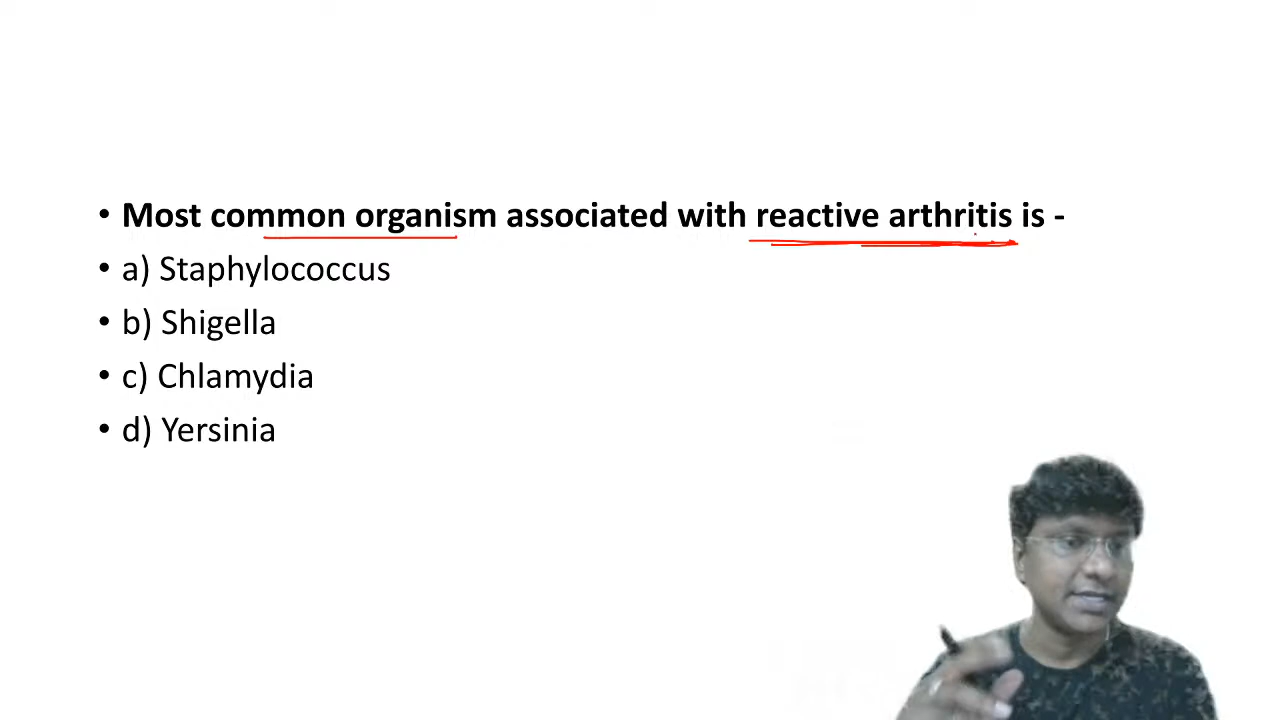 • Most common organism associated with reactive arthritis is -
• a) Staphylococcus
• b) Shigella
• c) Chlamydia
• d) Yersinia